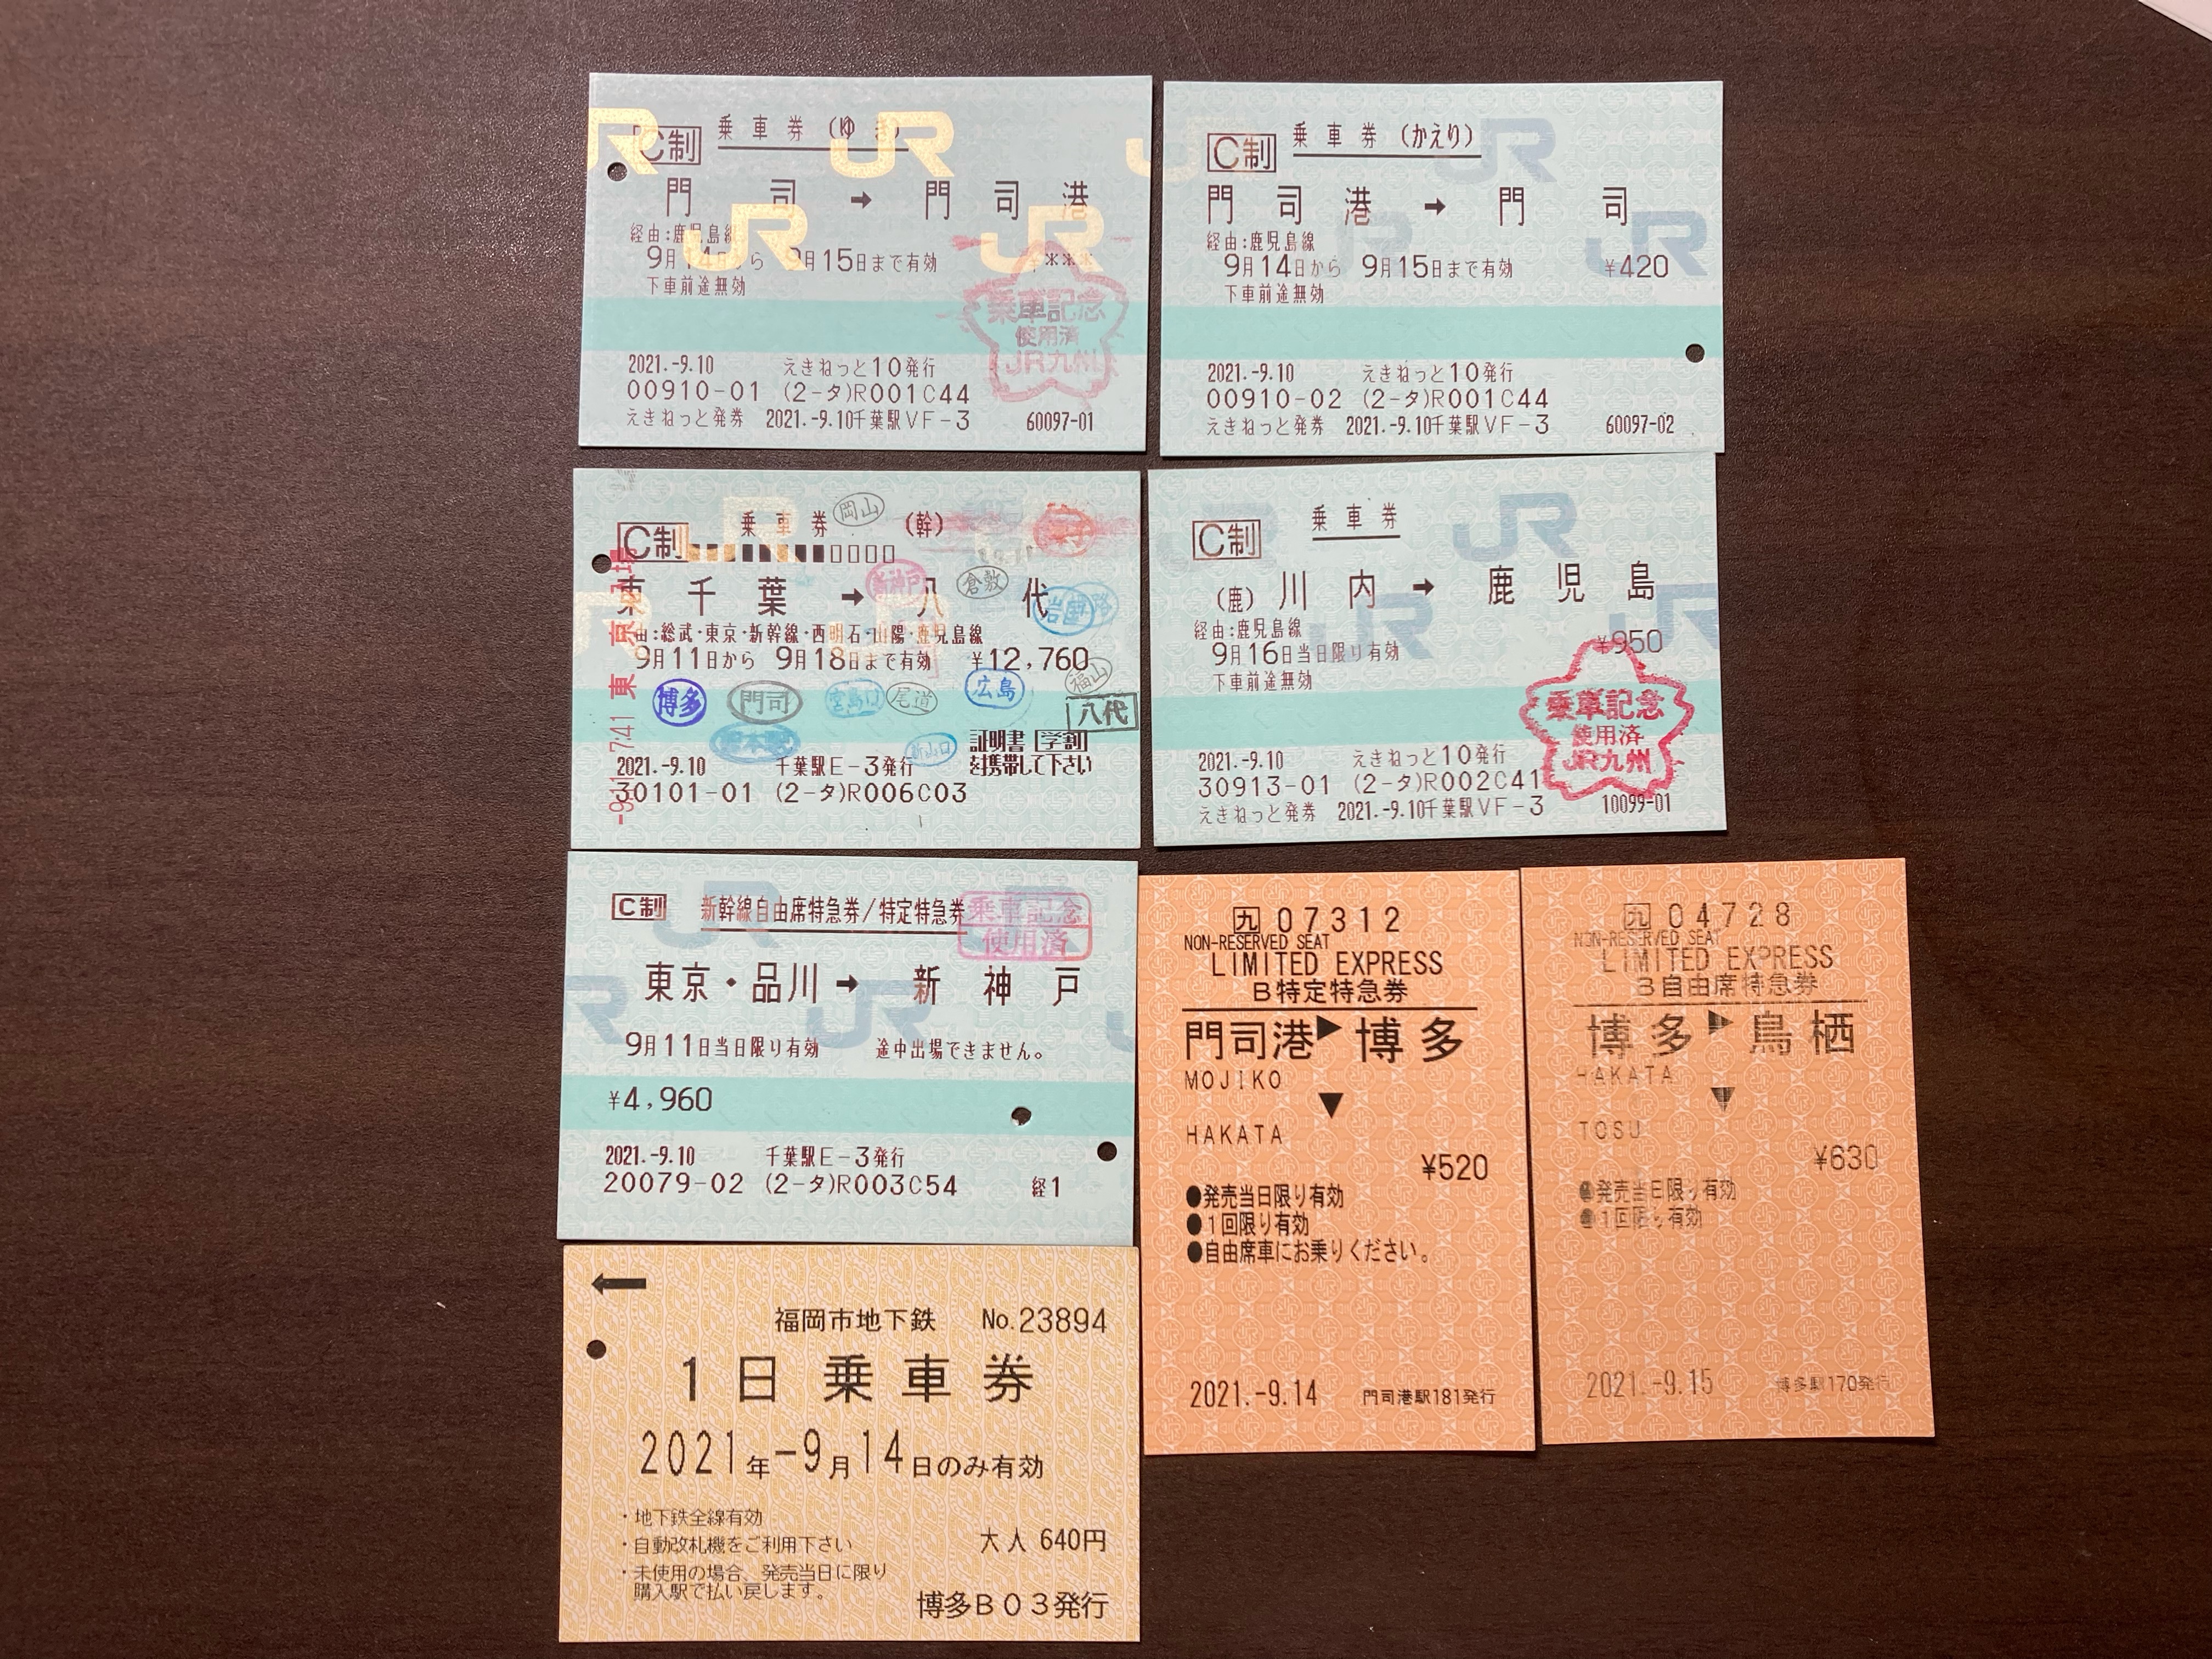 C制 乗車券(ゆき)
門司→門司港
経由:鹿児島線
9月14日から 9月15日まで有効 ***
下車前途無効
乗車記念
使用済
JR九州
2021.-9.10 えきねっと10発行
00910-01 (2-タ)R001C44
えきねっと発券 2021.-9.10千葉駅VF-3 60097-01
C制 乗車券(かえり)
門司港→門司
経由:鹿児島線
9月14日から 9月15日まで有効 ¥420
下車前途無効
2021.-9.10 えきねっと10発行
00910-02 (2-タ)R001C44
えきねっと発券 2021.-9.10千葉駅VF-3 60097-02
C制 乗車券 (幹)
岡山
東千葉→八代
新神戸
倉敷
岩国
由:総武・東京・新幹線・西明石・山陽・鹿児島線
9月11日から 9月18日まで有効 ¥12,760
博多
門司
宮島口
尾道
広島
福山
八代
熊本
新山口
証明書 学割
を携帯して下さい
2021.-9.10 千葉駅E-3発行
30101-01 (2-タ)R006C03
-9.11 7:41 東京
C制 乗車券
(鹿)川内→鹿児島
経由:鹿児島線
9月16日当日限り有効 ¥950
下車前途無効
乗車記念
使用済
JR九州
2021.-9.10 えきねっと10発行
30913-01 (2-タ)R002C41
えきねっと発券 2021.-9.10千葉駅VF-3 10099-01
C制 新幹線自由席特急券/特定特急券
乗車記念
使用済
東京・品川→新神戸
9月11日当日限り有効 途中出場できません。
¥4,960
2021.-9.10 千葉駅E-3発行
20079-02 (2-タ)R003C54 経1
九 07312
NON-RESERVED SEAT
LIMITED EXPRESS
B特定特急券
門司港▶博多
MOJIKO
▼
HAKATA
¥520
●発売当日限り有効
●1回限り有効
●自由席車にお乗りください。
2021.-9.14 門司港駅181発行
九 04728
NON-RESERVED SEAT
LIMITED EXPRESS
B自由席特急券
博多▶鳥栖
HAKATA
▼
TOSU
¥630
●発売当日限り有効
●1回限り有効
2021.-9.15 博多駅170発行
←
福岡市地下鉄 No.23894
1日乗車券
2021年-9月14日のみ有効
・地下鉄全線有効
・自動改札機をご利用下さい
・未使用の場合、発売当日に限り
購入駅で払い戻します。
大人 640円
博多B03発行